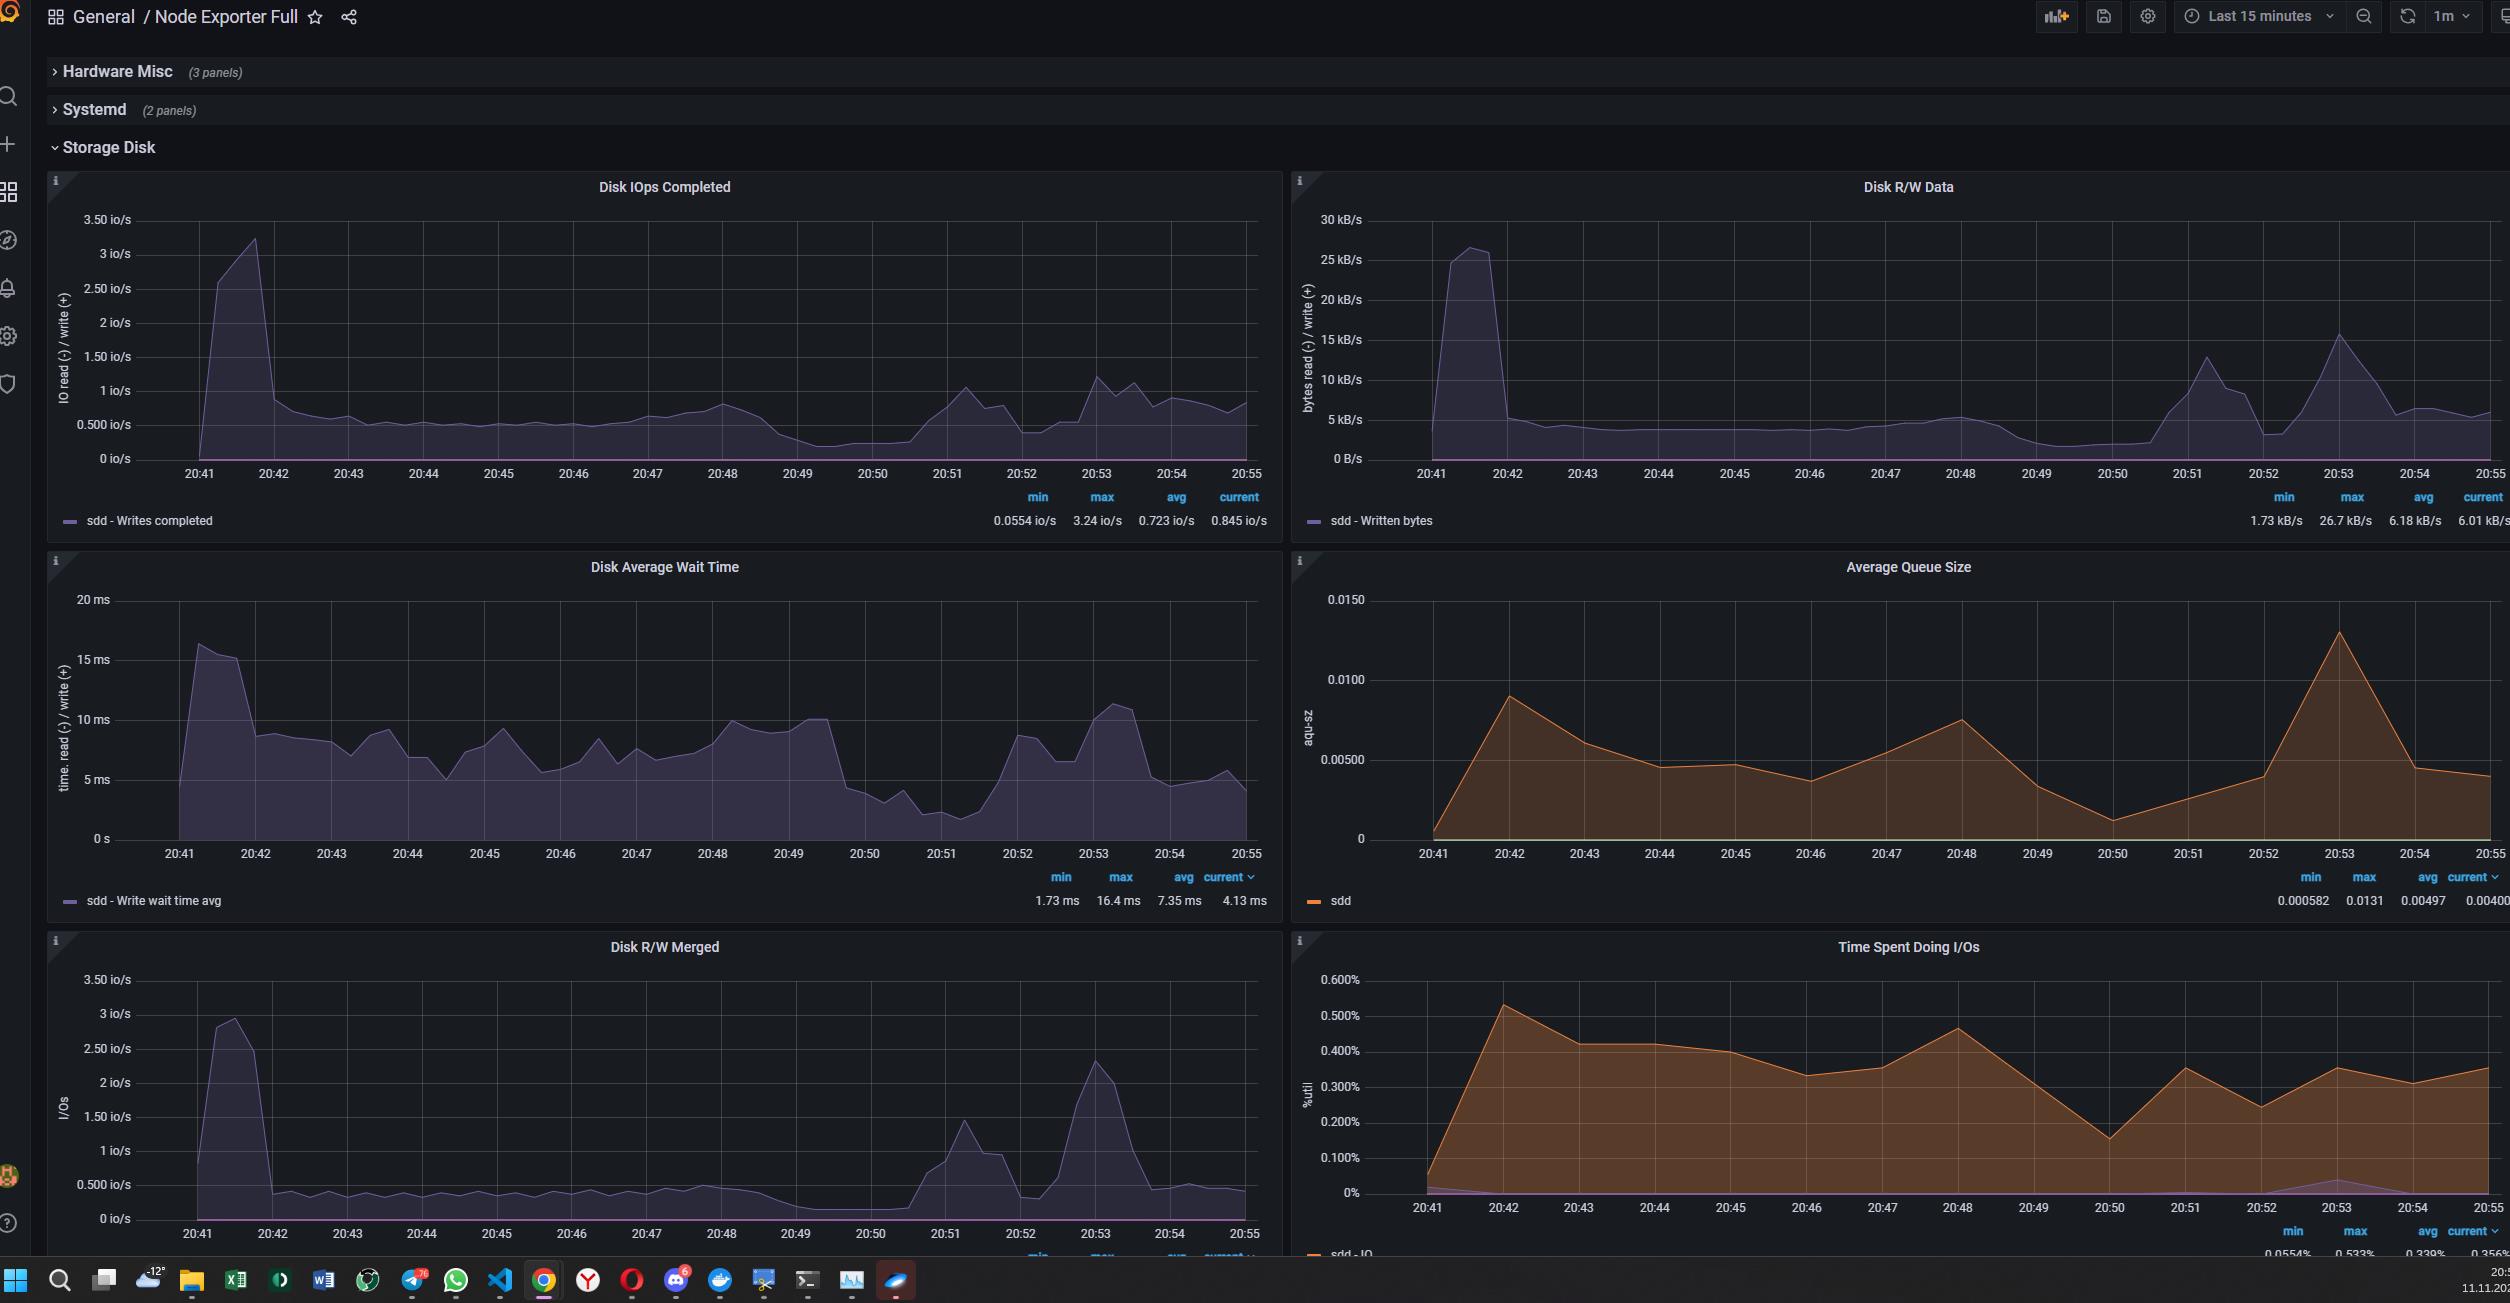 General / Node Exporter Full
Last 15 minutes
1m
Hardware Misc (3 panels)
Systemd (2 panels)
Storage Disk
Disk IOps Completed
IO read (-) / write (+)
3.50 io/s
3 io/s
2.50 io/s
2 io/s
1.50 io/s
1 io/s
0.500 io/s
0 io/s
20:41 20:42 20:43 20:44 20:45 20:46 20:47 20:48 20:49 20:50 20:51 20:52 20:53 20:54 20:55
min max avg current
sdd - Writes completed 0.0554 io/s 3.24 io/s 0.723 io/s 0.845 io/s
Disk R/W Data
bytes read (-) / write (+)
30 kB/s
25 kB/s
20 kB/s
15 kB/s
10 kB/s
5 kB/s
0 B/s
20:41 20:42 20:43 20:44 20:45 20:46 20:47 20:48 20:49 20:50 20:51 20:52 20:53 20:54 20:55
min max avg current
sdd - Written bytes 1.73 kB/s 26.7 kB/s 6.18 kB/s 6.01 kB/s
Disk Average Wait Time
time. read (-) / write (+)
20 ms
15 ms
10 ms
5 ms
0 s
20:41 20:42 20:43 20:44 20:45 20:46 20:47 20:48 20:49 20:50 20:51 20:52 20:53 20:54 20:55
min max avg current
sdd - Write wait time avg 1.73 ms 16.4 ms 7.35 ms 4.13 ms
Average Queue Size
aqu-sz
0.0150
0.0100
0.00500
0
20:41 20:42 20:43 20:44 20:45 20:46 20:47 20:48 20:49 20:50 20:51 20:52 20:53 20:54 20:55
min max avg current
sdd 0.000582 0.0131 0.00497 0.00400
Disk R/W Merged
I/Os
3.50 io/s
3 io/s
2.50 io/s
2 io/s
1.50 io/s
1 io/s
0.500 io/s
0 io/s
20:41 20:42 20:43 20:44 20:45 20:46 20:47 20:48 20:49 20:50 20:51 20:52 20:53 20:54 20:55
min max avg current
Time Spent Doing I/Os
%util
0.600%
0.500%
0.400%
0.300%
0.200%
0.100%
0%
20:41 20:42 20:43 20:44 20:45 20:46 20:47 20:48 20:49 20:50 20:51 20:52 20:53 20:54 20:55
min max avg current
sdd - IO 0.0554% 0.533% 0.339% 0.356%
-12°
76
6
20:5
11.11.202